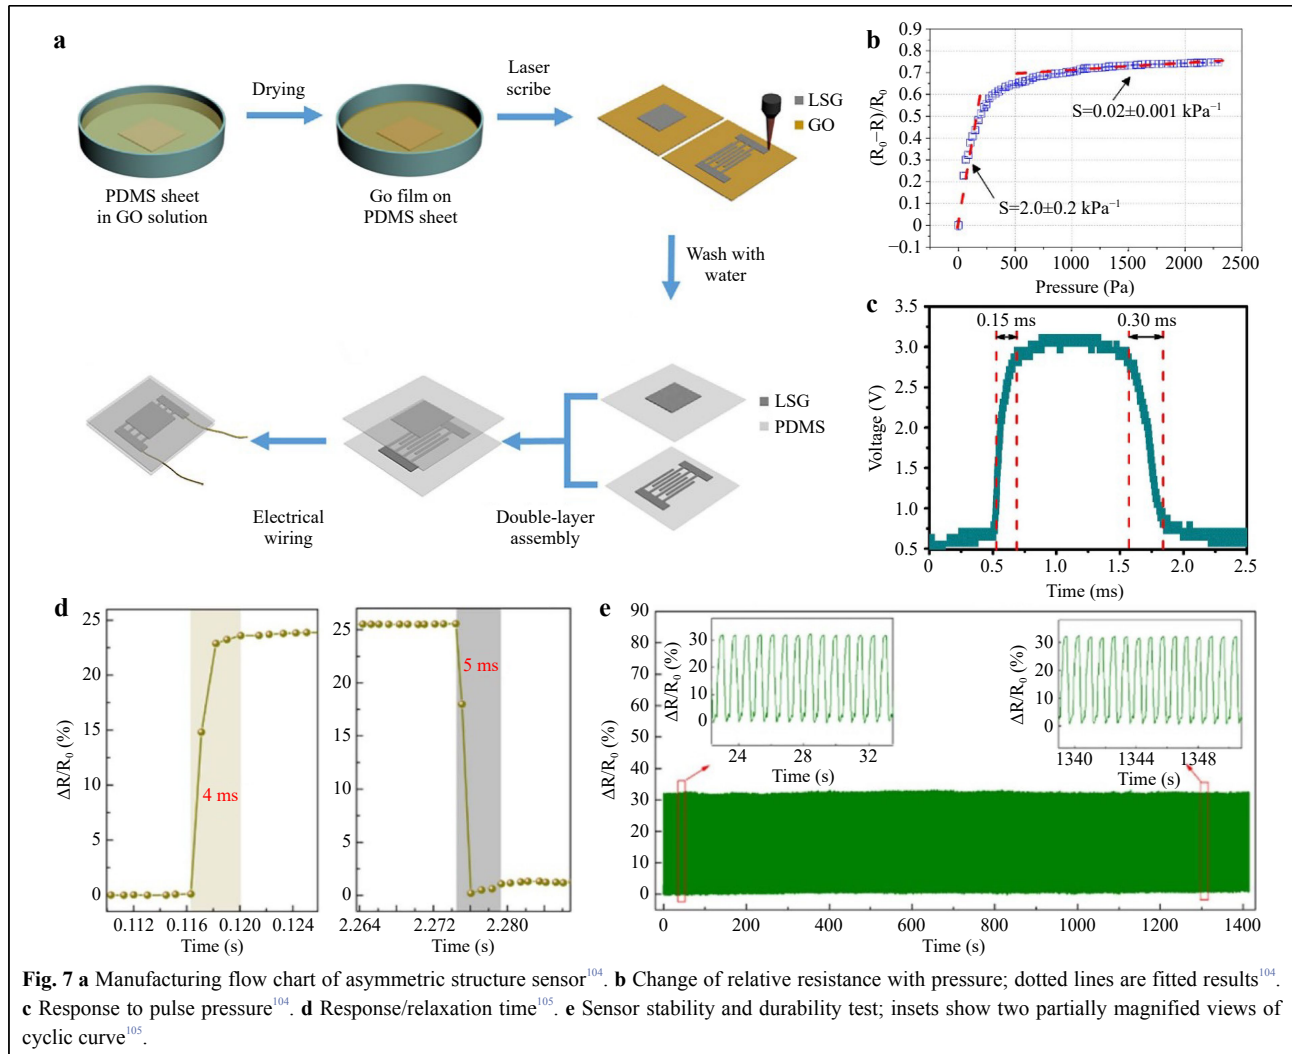 a
Drying
Laser
scribe
LSG
GO
PDMS sheet
in GO solution
Go film on
PDMS sheet
Wash with
water
LSG
PDMS
Electrical
wiring
Double-layer
assembly
b
0.9
0.8
0.7
0.6
0.5
0.4
0.3
0.2
0.1
0
−0.1
(R₀−R)/R₀
S=0.02±0.001 kPa⁻¹
S=2.0±0.2 kPa⁻¹
0 500 1000 1500 2000 2500
Pressure (Pa)
c
0.15 ms 0.30 ms
3.5
3.0
2.5
2.0
1.5
1.0
0.5
Voltage (V)
0 0.5 1.0 1.5 2.0 2.5
Time (ms)
d
25
20
15
10
5
0
ΔR/R₀ (%)
4 ms
0.112 0.116 0.120 0.124
Time (s)
25
20
15
10
5
0
5 ms
2.264 2.272 2.280
Time (s)
e
90
80
70
60
50
40
30
20
10
0
ΔR/R₀ (%)
30
20
10
0
ΔR/R₀ (%)
24 28 32
Time (s)
30
20
10
0
ΔR/R₀ (%)
1340 1344 1348
Time (s)
0 200 400 600 800 1000 1200 1400
Time (s)
Fig. 7 a Manufacturing flow chart of asymmetric structure sensor¹⁰⁴. b Change of relative resistance with pressure; dotted lines are fitted results¹⁰⁴.
c Response to pulse pressure¹⁰⁴. d Response/relaxation time¹⁰⁵. e Sensor stability and durability test; insets show two partially magnified views of
cyclic curve¹⁰⁵.